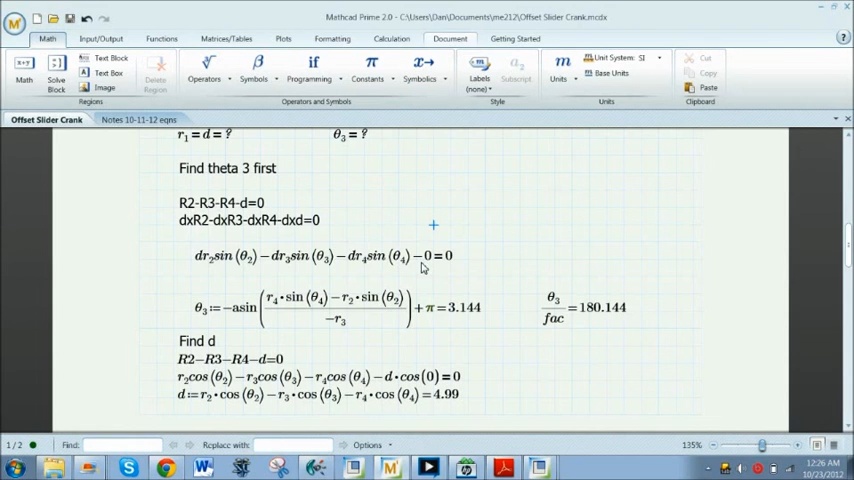 Mathcad Prime 2.0 - C:\Users\Dan\Documents\me212\Offset Slider Crank.mcdx
Math Input/Output Functions Matrices/Tables Plots Formatting Calculation Document Getting Started
Math
Solve Block
Text Block
Text Box
Image
Delete Region
Operators
Symbols
Programming
Constants
Symbolics
Labels (none)
Subscript
Units
Unit System: SI
Base Units
Cut
Copy
Paste
Regions
Operators and Symbols
Style
Units
Clipboard
Offset Slider Crank Notes 10-11-12 eqns
r₁=d=? θ₃=?
Find theta 3 first
R2-R3-R4-d=0
dxR2-dxR3-dxR4-dxd=0
dr₂sin(θ₂)−dr₃sin(θ₃)−dr₄sin(θ₄)−0=0
θ₃:=−asin((r₄•sin(θ₄)−r₂•sin(θ₂))/−r₃)+π=3.144 θ₃/fac=180.144
Find d
R2−R3−R4−d=0
r₂cos(θ₂)−r₃cos(θ₃)−r₄cos(θ₄)−d•cos(0)=0
d:=r₂•cos(θ₂)−r₃•cos(θ₃)−r₄•cos(θ₄)=4.99
1 / 2 Find: Replace with: Options 135%
12:26 AM
10/23/2012